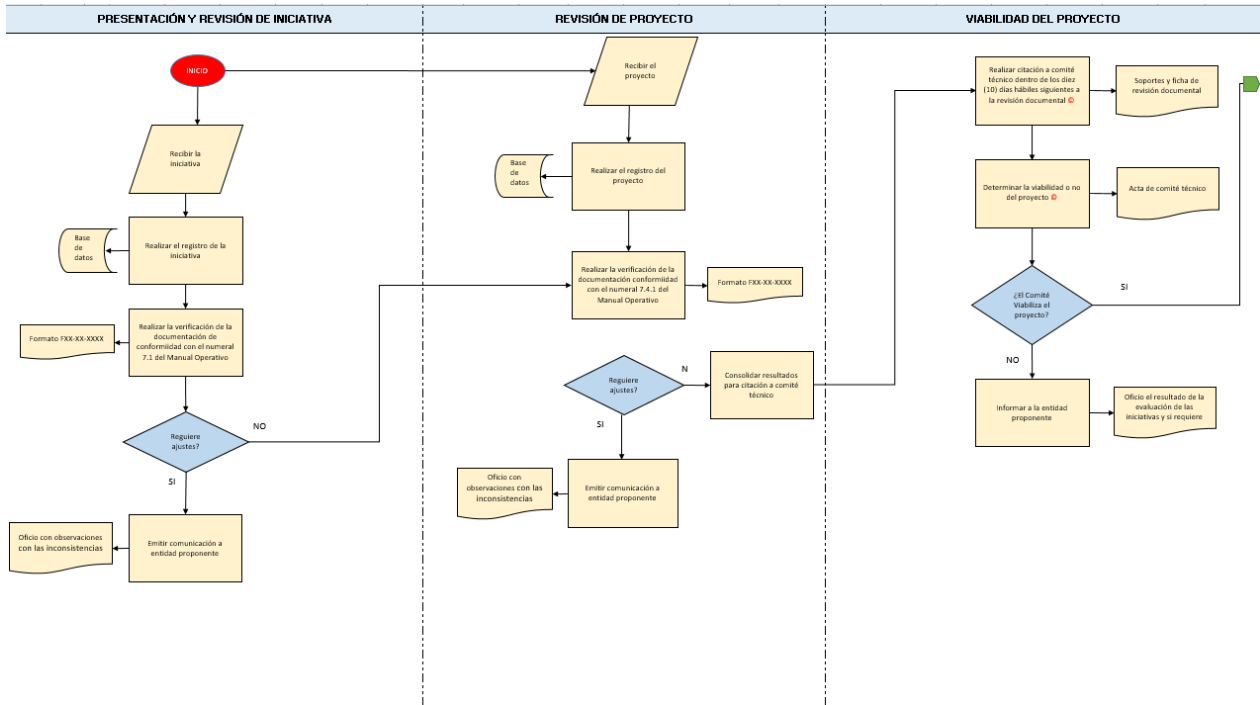 PRESENTACIÓN Y REVISIÓN DE INICIATIVA
INICIO
Recibir la
iniciativa
Base
de
datos
Realizar el registro de la
iniciativa
Formato FXX-XX-XXXX
Realizar la verificación de la
documentación de
conformiidad con el numeral
7.1 del Manual Operativo
Reguiere
ajustes?
NO
SI
Oficio con observaciones
con las inconsistencias
Emitir comunicación a
entidad proponente
REVISIÓN DE PROYECTO
Recibir el
proyecto
Base
de
datos
Realizar el registro del
proyecto
Realizar la verificación de la
documentación conformiidad
con el numeral 7.4.1 del
Manual Operativo
Formato FXX-XX-XXXX
Reguiere
ajustes?
N
Consolidar resultados
para citación a comité
técnico
SI
Oficio con
observaciones con las
inconsistencias
Emitir comunicación a
entidad proponente
VIABILIDAD DEL PROYECTO
Realizar citación a comité
técnico dentro de los diez
(10) días hábiles siguientes a
la revisión documental ©
Soportes y ficha de
revisión documental
Determinar la viabilidad o no
del proyecto ©
Acta de comité técnico
¿El Comité
Viabiliza el
proyecto?
SI
NO
Informar a la entidad
proponente
Oficio el resultado de la
evaluación de las
iniciativas y si requiere